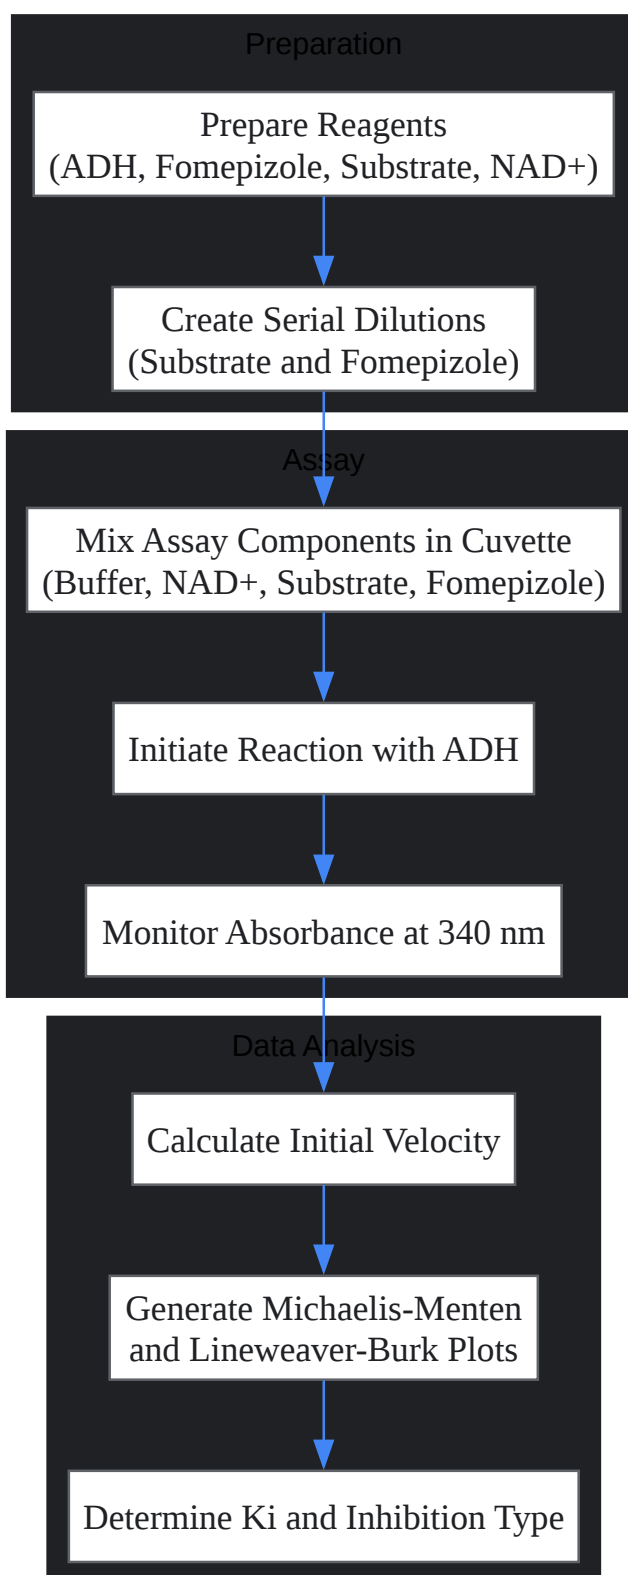 Preparation
Prepare Reagents
(ADH, Fomepizole, Substrate, NAD+)
Create Serial Dilutions
(Substrate and Fomepizole)
Assay
Mix Assay Components in Cuvette
(Buffer, NAD+, Substrate, Fomepizole)
Initiate Reaction with ADH
Monitor Absorbance at 340 nm
Data Analysis
Calculate Initial Velocity
Generate Michaelis-Menten
and Lineweaver-Burk Plots
Determine Ki and Inhibition Type